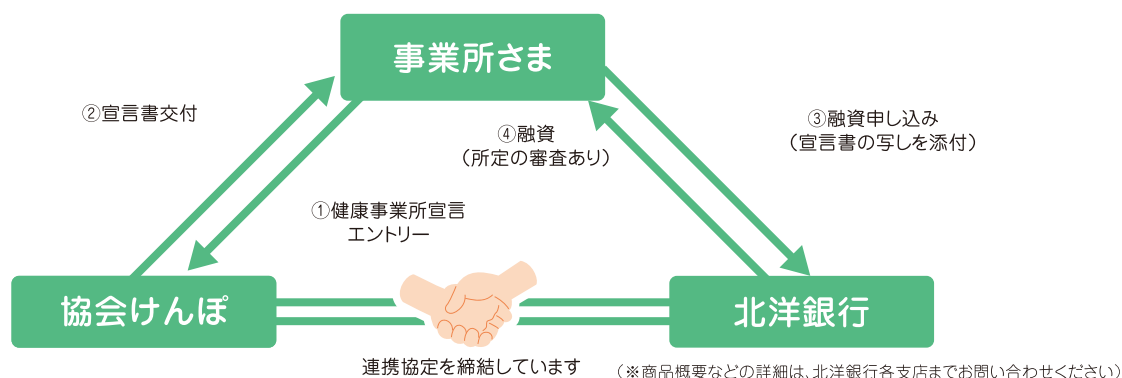 事業所さま
②宣言書交付
③融資申し込み
(宣言書の写しを添付)
④融資
(所定の審査あり)
①健康事業所宣言
エントリー
協会けんぽ
北洋銀行
連携協定を締結しています
(※商品概要などの詳細は、北洋銀行各支店までお問い合わせください)